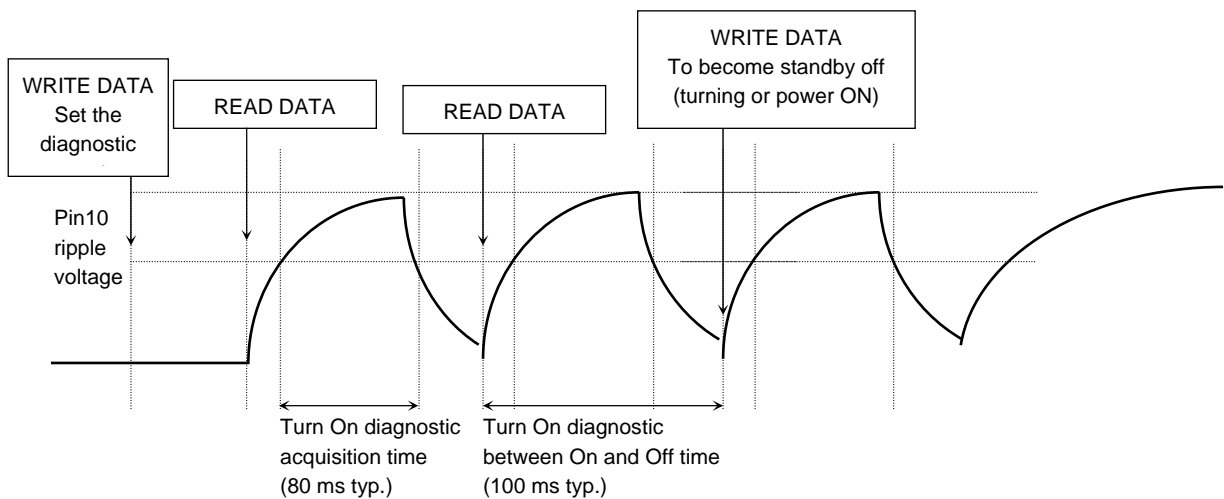 WRITE DATA
Set the
diagnostic
READ DATA
READ DATA
WRITE DATA
To become standby off
(turning or power ON)
Pin10
ripple
voltage
Turn On diagnostic
acquisition time
(80 ms typ.)
Turn On diagnostic
between On and Off time
(100 ms typ.)